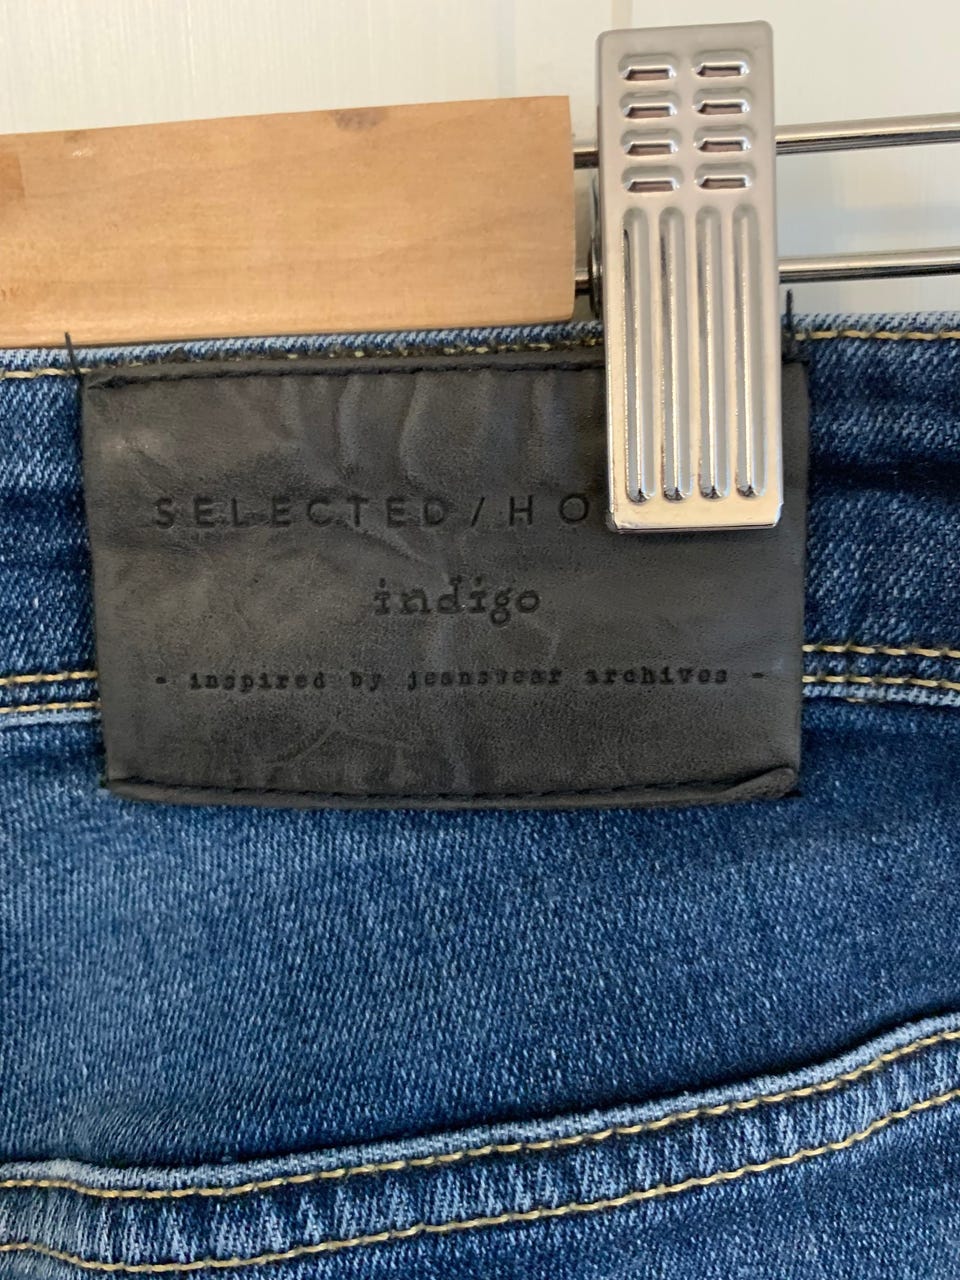 SELECTED/HO
indigo
- inspired by jeanswear archives -